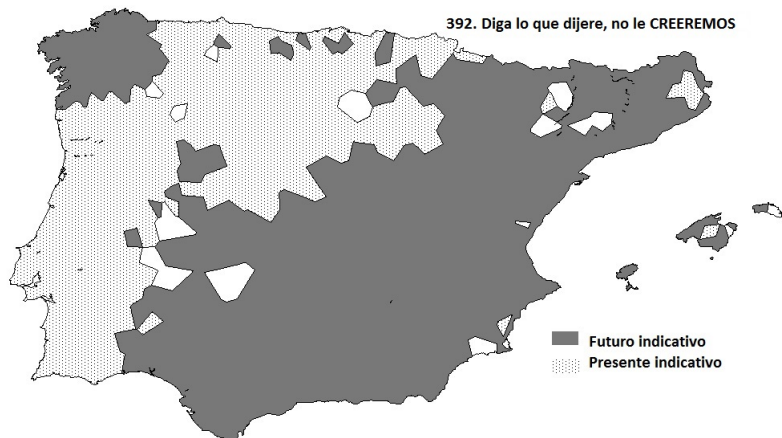 392. Diga lo que dijere, no le CREEREMOS
Futuro indicativo
Presente indicativo